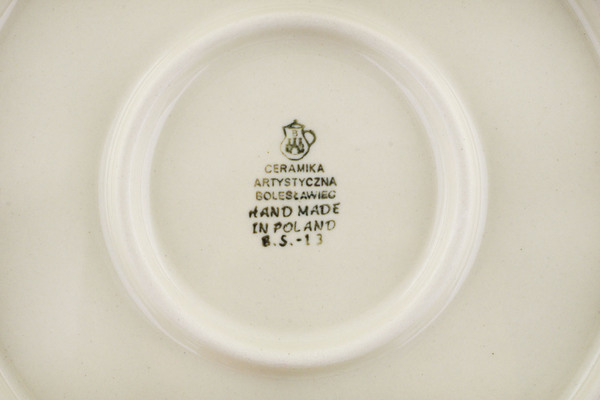 B
CERAMIKA
ARTYSTYCZNA
BOLESŁAWIEC
HAND MADE
IN POLAND
B.S.-13